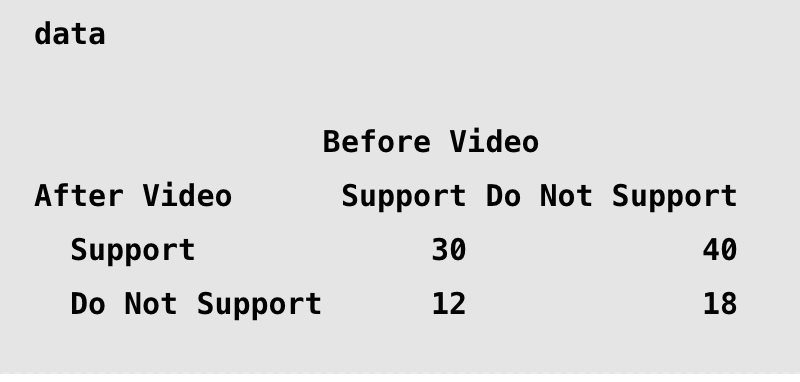 data
Before Video
After Video Support Do Not Support
Support 30 40
Do Not Support 12 18